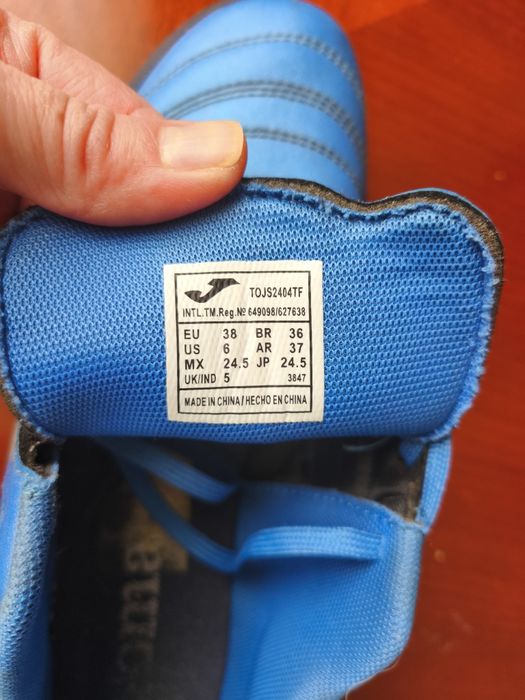 TOJS2404TF
INTL.TM.Reg.Nº 649098/627638
EU 38 BR 36
US 6 AR 37
MX 24.5 JP 24.5
UK/IND 5 3847
MADE IN CHINA/HECHO EN CHINA